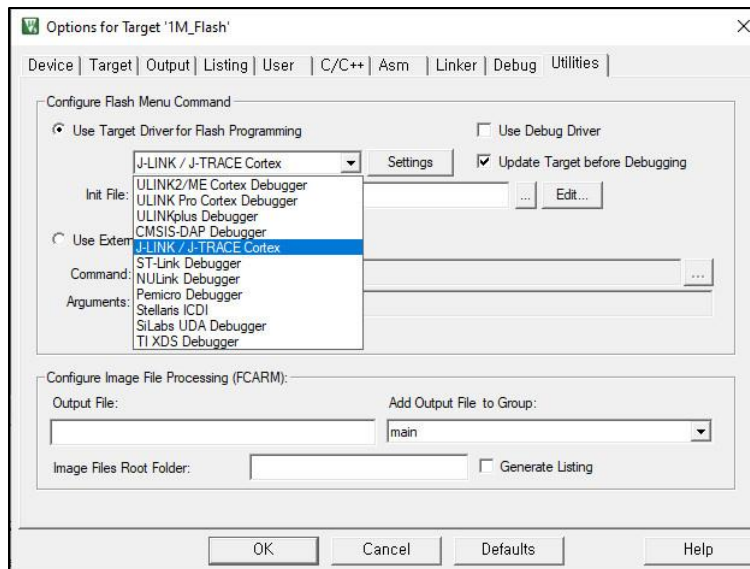 Options for Target '1M_Flash'
Device | Target | Output | Listing | User | C/C++ | Asm | Linker | Debug Utilities
Configure Flash Menu Command
Use Target Driver for Flash Programming
Use Debug Driver
J-LINK / J-TRACE Cortex
Settings
Update Target before Debugging
ULINK2/ME Cortex Debugger
ULINK Pro Cortex Debugger
ULINKplus Debugger
CMSIS-DAP Debugger
J-LINK / J-TRACE Cortex
ST-Link Debugger
NULink Debugger
Pemicro Debugger
Stellaris ICDI
SiLabs UDA Debugger
TI XDS Debugger
Init File:
...
Edit...
Use Extern
Command:
...
Arguments:
Configure Image File Processing (FCARM):
Output File:
Add Output File to Group:
main
Image Files Root Folder:
Generate Listing
OK
Cancel
Defaults
Help